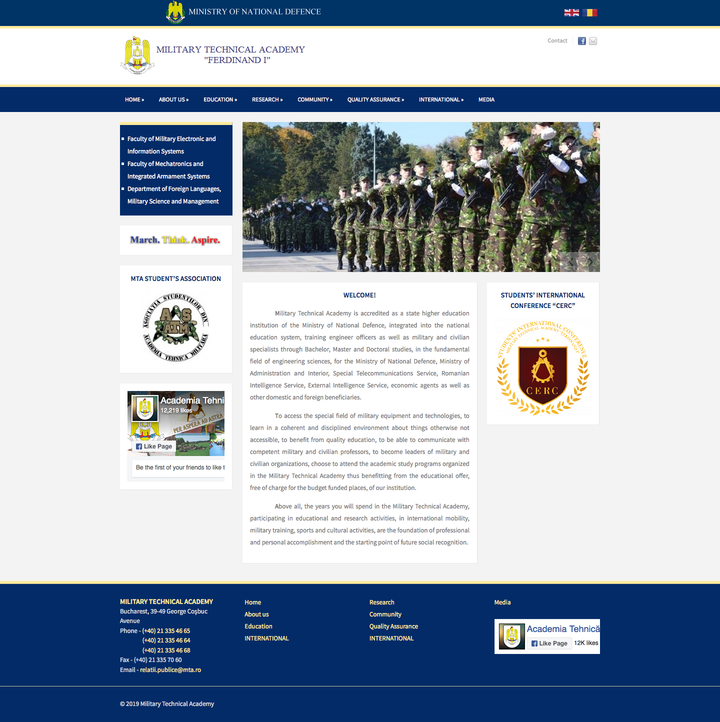 MINISTRY OF NATIONAL DEFENCE
MILITARY TECHNICAL ACADEMY
"FERDINAND I"
Contact
HOME » ABOUT US » EDUCATION » RESEARCH » COMMUNITY » QUALITY ASSURANCE » INTERNATIONAL » MEDIA
Faculty of Military Electronic and
Information Systems
Faculty of Mechatronics and
Integrated Armament Systems
Department of Foreign Languages,
Military Science and Management
March. Think. Aspire.
MTA STUDENT'S ASSOCIATION
ASOCIATIA STUDENTILOR DIN
ACADEMIA TEHNICA MILITARA
Academia Tehni
12,219 likes
PER ASPERA AD ASTRA
Like Page
Be the first of your friends to like t
WELCOME!
Military Technical Academy is accredited as a state higher education
institution of the Ministry of National Defence, integrated into the national
education system, training engineer officers as well as military and civilian
specialists through Bachelor, Master and Doctoral studies, in the fundamental
field of engineering sciences, for the Ministry of National Defence, Ministry of
Administration and Interior, Special Telecommunications Service, Romanian
Intelligence Service, External Intelligence Service, economic agents as well as
other domestic and foreign beneficiaries.
To access the special field of military equipment and technologies, to
learn in a coherent and disciplined environment about things otherwise not
accessible, to benefit from quality education, to be able to communicate with
competent military and civilian professors, to become leaders of military and
civilian organizations, choose to attend the academic study programs organized
in the Military Technical Academy thus benefitting from the educational offer,
free of charge for the budget funded places, of our institution.
Above all, the years you will spend in the Military Technical Academy,
participating in educational and research activities, in international mobility,
military training, sports and cultural activities, are the foundation of professional
and personal accomplishment and the starting point of future social recognition.
STUDENTS' INTERNATIONAL
CONFERENCE "CERC"
STUDENTS' INTERNATIONAL CONFERENCE
CERC
MILITARY TECHNICAL ACADEMY
Bucharest, 39-49 George Coşbuc
Avenue
Phone - (+40) 21 335 46 65
(+40) 21 335 46 64
(+40) 21 335 46 68
Fax - (+40) 21 335 70 60
Email - relatii.publice@mta.ro
Home
About us
Education
INTERNATIONAL
Research
Community
Quality Assurance
INTERNATIONAL
Media
Academia Tehnică
Like Page
12K likes
© 2019 Military Technical Academy